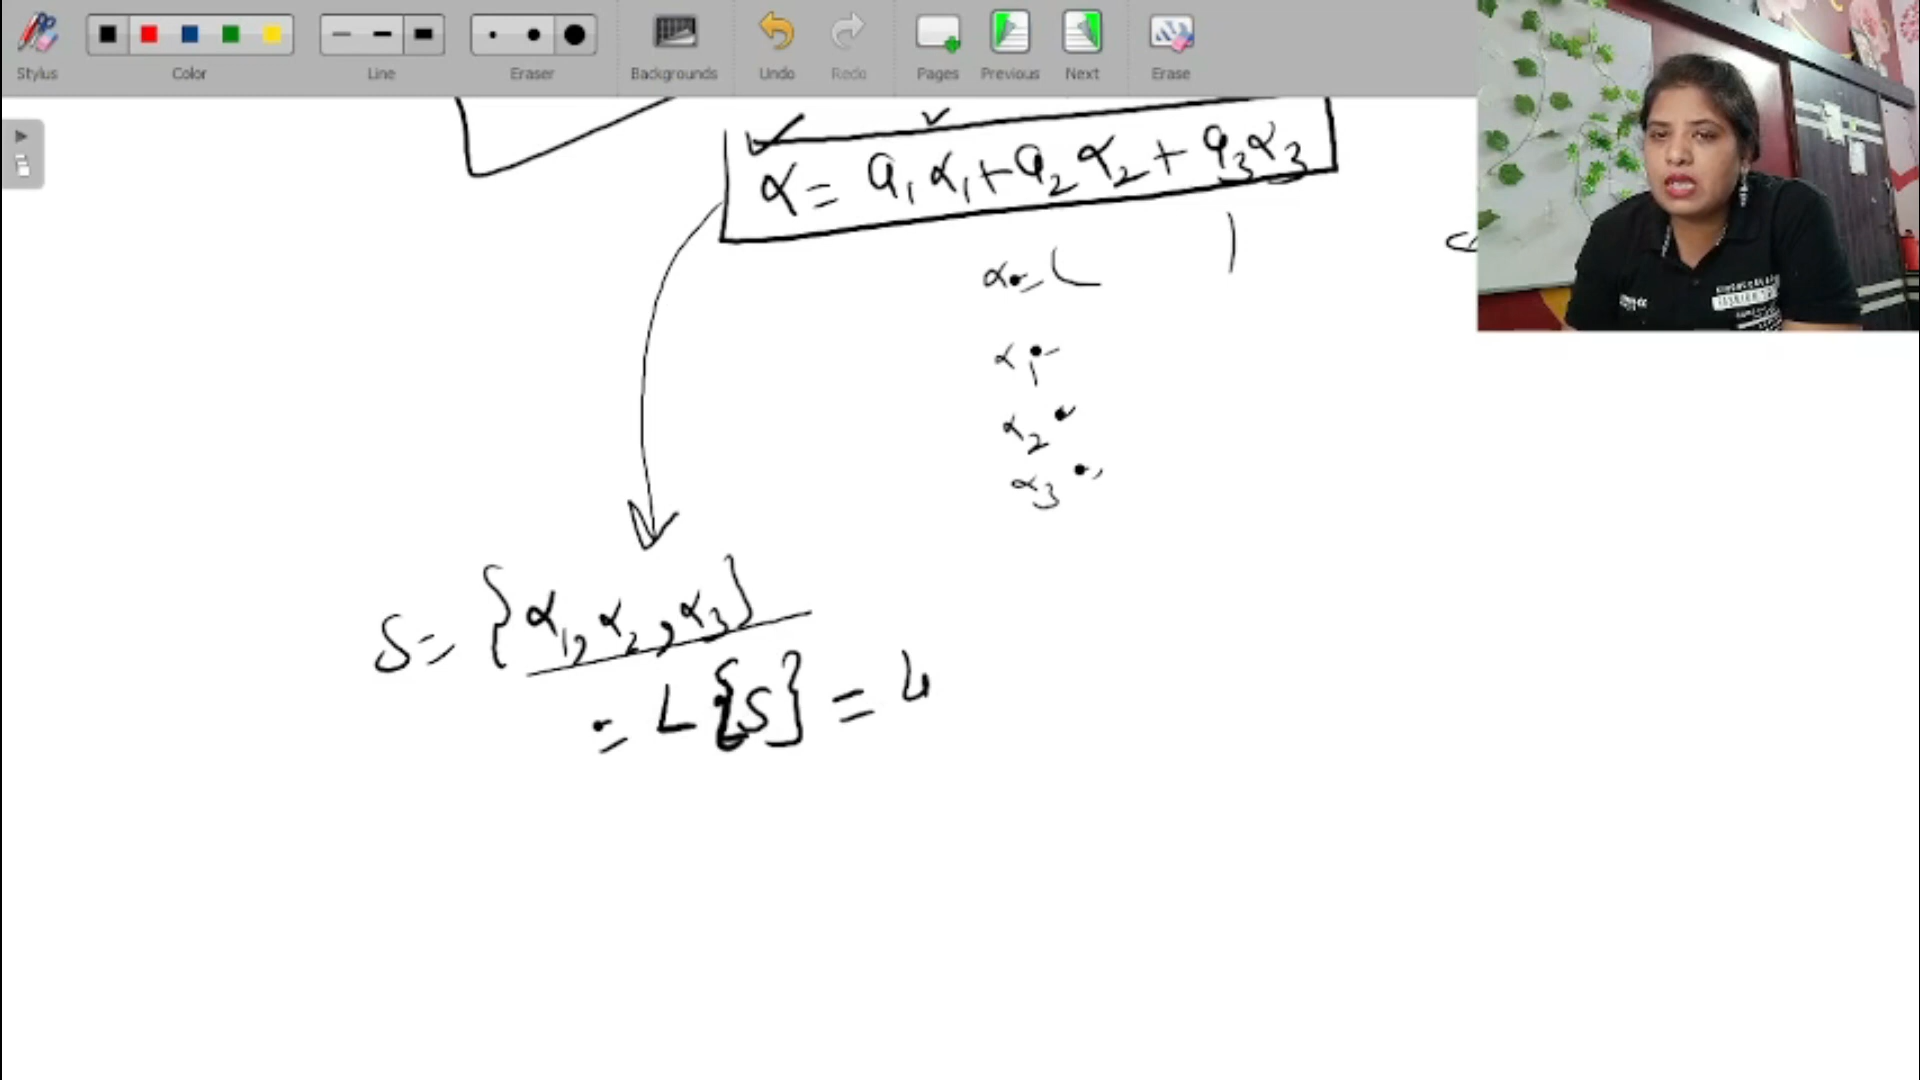 Stylus
Color
Line
Eraser
Backgrounds
Undo
Redo
Pages
Previous
Next
Erase
α = a₁α₁ + a₂α₂ + a₃α₃
α = (
α₁
α₂
α₃
S = {α₁, α₂, α₃}
= L{S} =